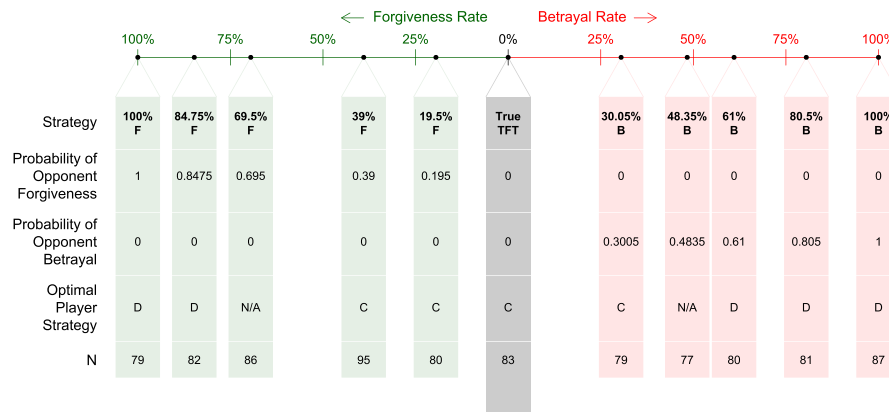 ← Forgiveness Rate Betrayal Rate →
100% 75% 50% 25% 0% 25% 50% 75% 100%
Strategy 100% F 84.75% F 69.5% F 39% F 19.5% F True TFT 30.05% B 48.35% B 61% B 80.5% B 100% B
Probability of Opponent Forgiveness 1 0.8475 0.695 0.39 0.195 0 0 0 0 0 0
Probability of Opponent Betrayal 0 0 0 0 0 0 0.3005 0.4835 0.61 0.805 1
Optimal Player Strategy D D N/A C C C C N/A D D D
N 79 82 86 95 80 83 79 77 80 81 87